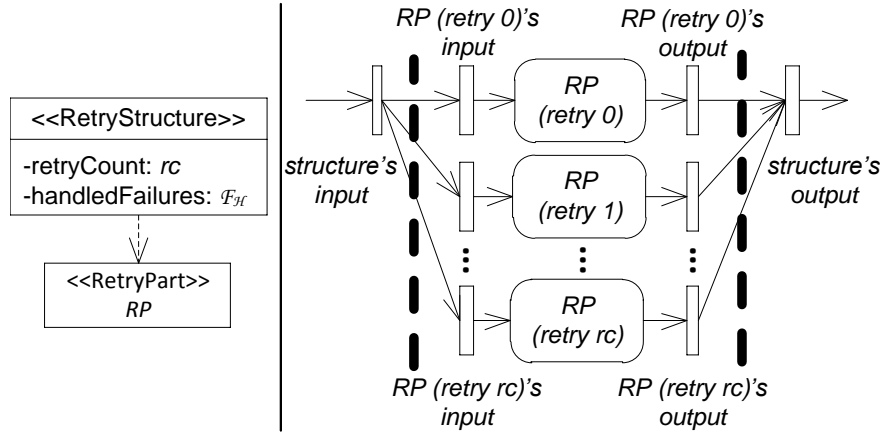 <<RetryStructure>>
-retryCount: rc
-handledFailures: ℱ_ℋ
<<RetryPart>>
RP
RP (retry 0)'s
input
RP (retry 0)'s
output
RP
(retry 0)
structure's
input
structure's
output
RP
(retry 1)
RP
(retry rc)
RP (retry rc)'s
input
RP (retry rc)'s
output